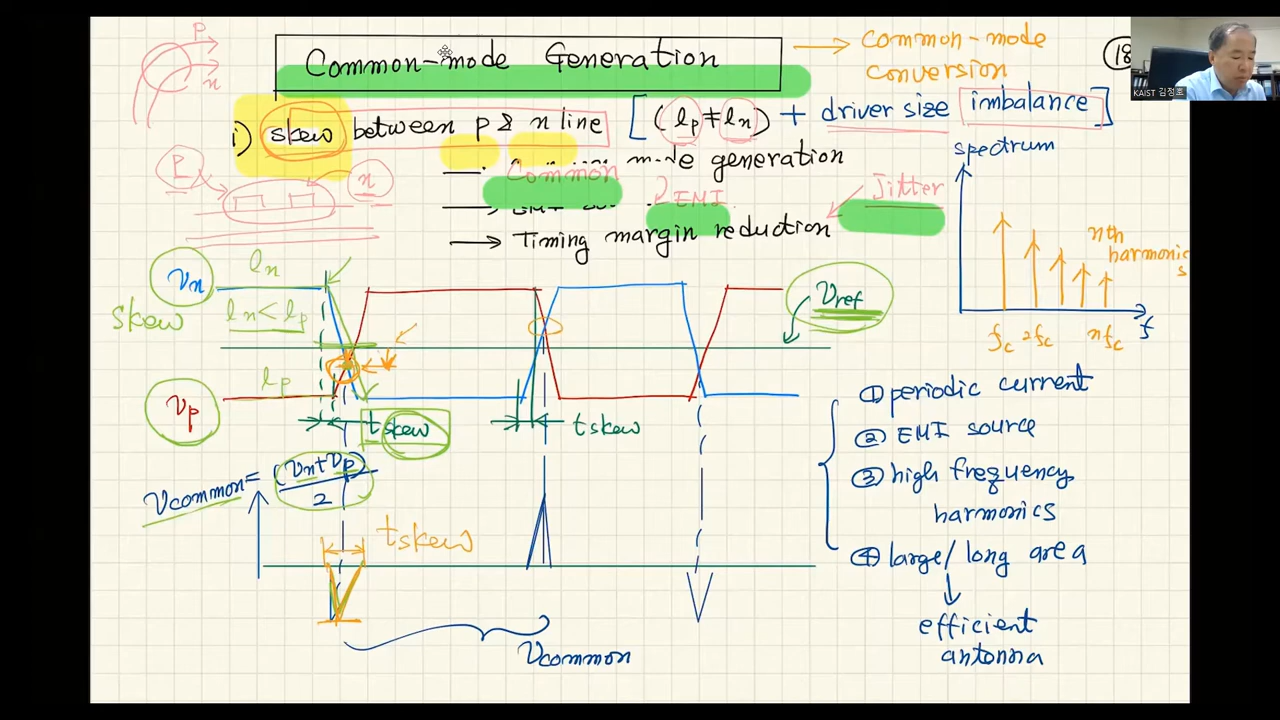 P
n
Common-mode Generation
→ common-mode conversion
18
KAIST 김정호
i) skew between p & n line [(lp≠ln) + driver size imbalance]
→ Common mode generation
→ EMI
→ Timing margin reduction
Jitter
P
n
spectrum
nth harmonics
fc 2fc nfc
f
Vn
ln
skew
ln < lp
lp
Vp
Vref
tskew
tskew
Vcommon = (Vn+Vp)/2
tskew
Vcommon
① periodic current
② EMI source
③ high frequency
harmonics
④ large/long area
efficient
antonna